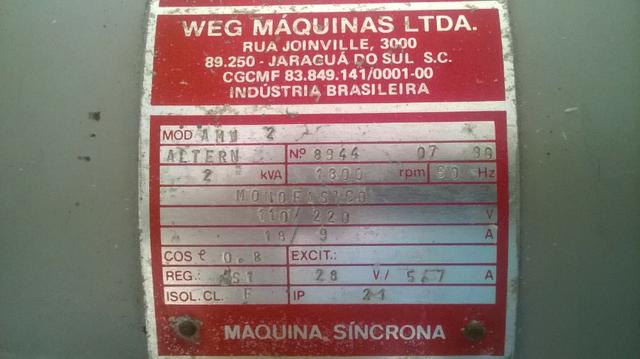 WEG MÁQUINAS LTDA.
RUA JOINVILLE, 3000
89.250 - JARAGUÁ DO SUL S.C.
CGCMF 83.849.141/0001-00
INDÚSTRIA BRASILEIRA
MOD 2
ALTERN Nº 8944 07
2 kVA 1800 rpm Hz
MONOFASICO
110/220 V
18/9 A
COS φ 0.8 EXCIT.:
REG.: 28 V/ A
ISOL.CL. F IP 21
MÁQUINA SÍNCRONA